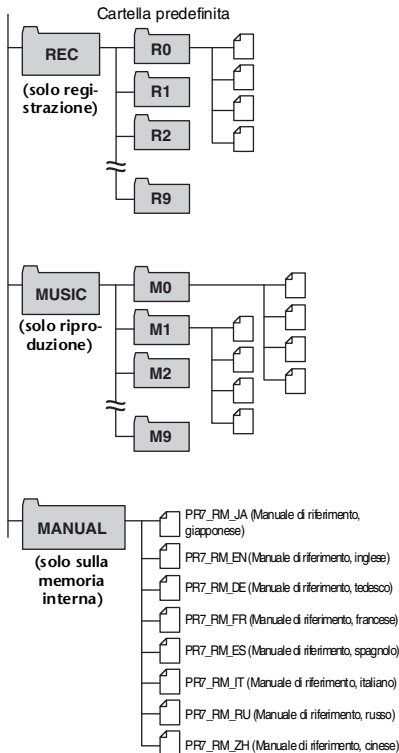 Cartella predefinita
REC
R0
(solo regi-
strazione)
R1
R2
R9
MUSIC
M0
(solo ripro-
duzione)
M1
M2
M9
MANUAL
(solo sulla
memoria
interna)
PR7_RM_JA (Manuale di riferimento,
giapponese)
PR7_RM_EN (Manuale di riferimento, inglese)
PR7_RM_DE (Manuale di riferimento, tedesco)
PR7_RM_FR (Manuale di riferimento, francese)
PR7_RM_ES (Manuale di riferimento, spagnolo)
PR7_RM_IT (Manuale di riferimento, italiano)
PR7_RM_RU (Manuale di riferimento, russo)
PR7_RM_ZH (Manuale di riferimento, cinese)